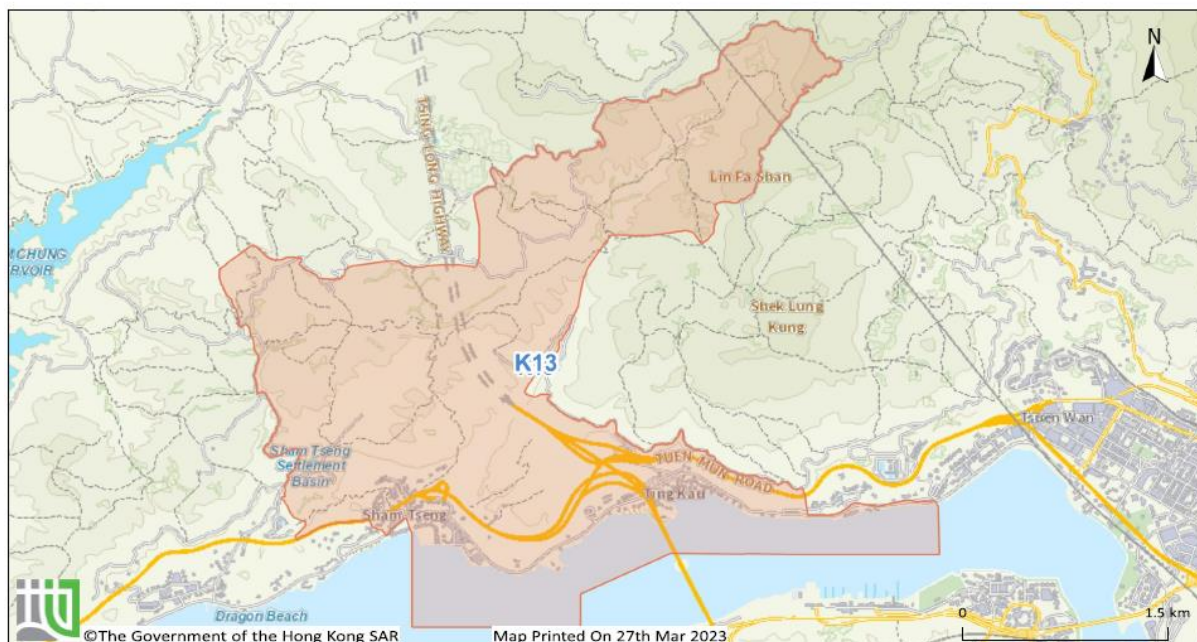 N
TSING LONG HIGHWAY
Lin Fa Shan
CHUNG
RVOIR
Shek Lung
Kung
K13
Tsuen Wan
Sham Tseng
Settlement
Basin
TUEN MUN ROAD
Ting Kau
Sham Tseng
Dragon Beach
0 1.5 km
©The Government of the Hong Kong SAR Map Printed On 27th Mar 2023